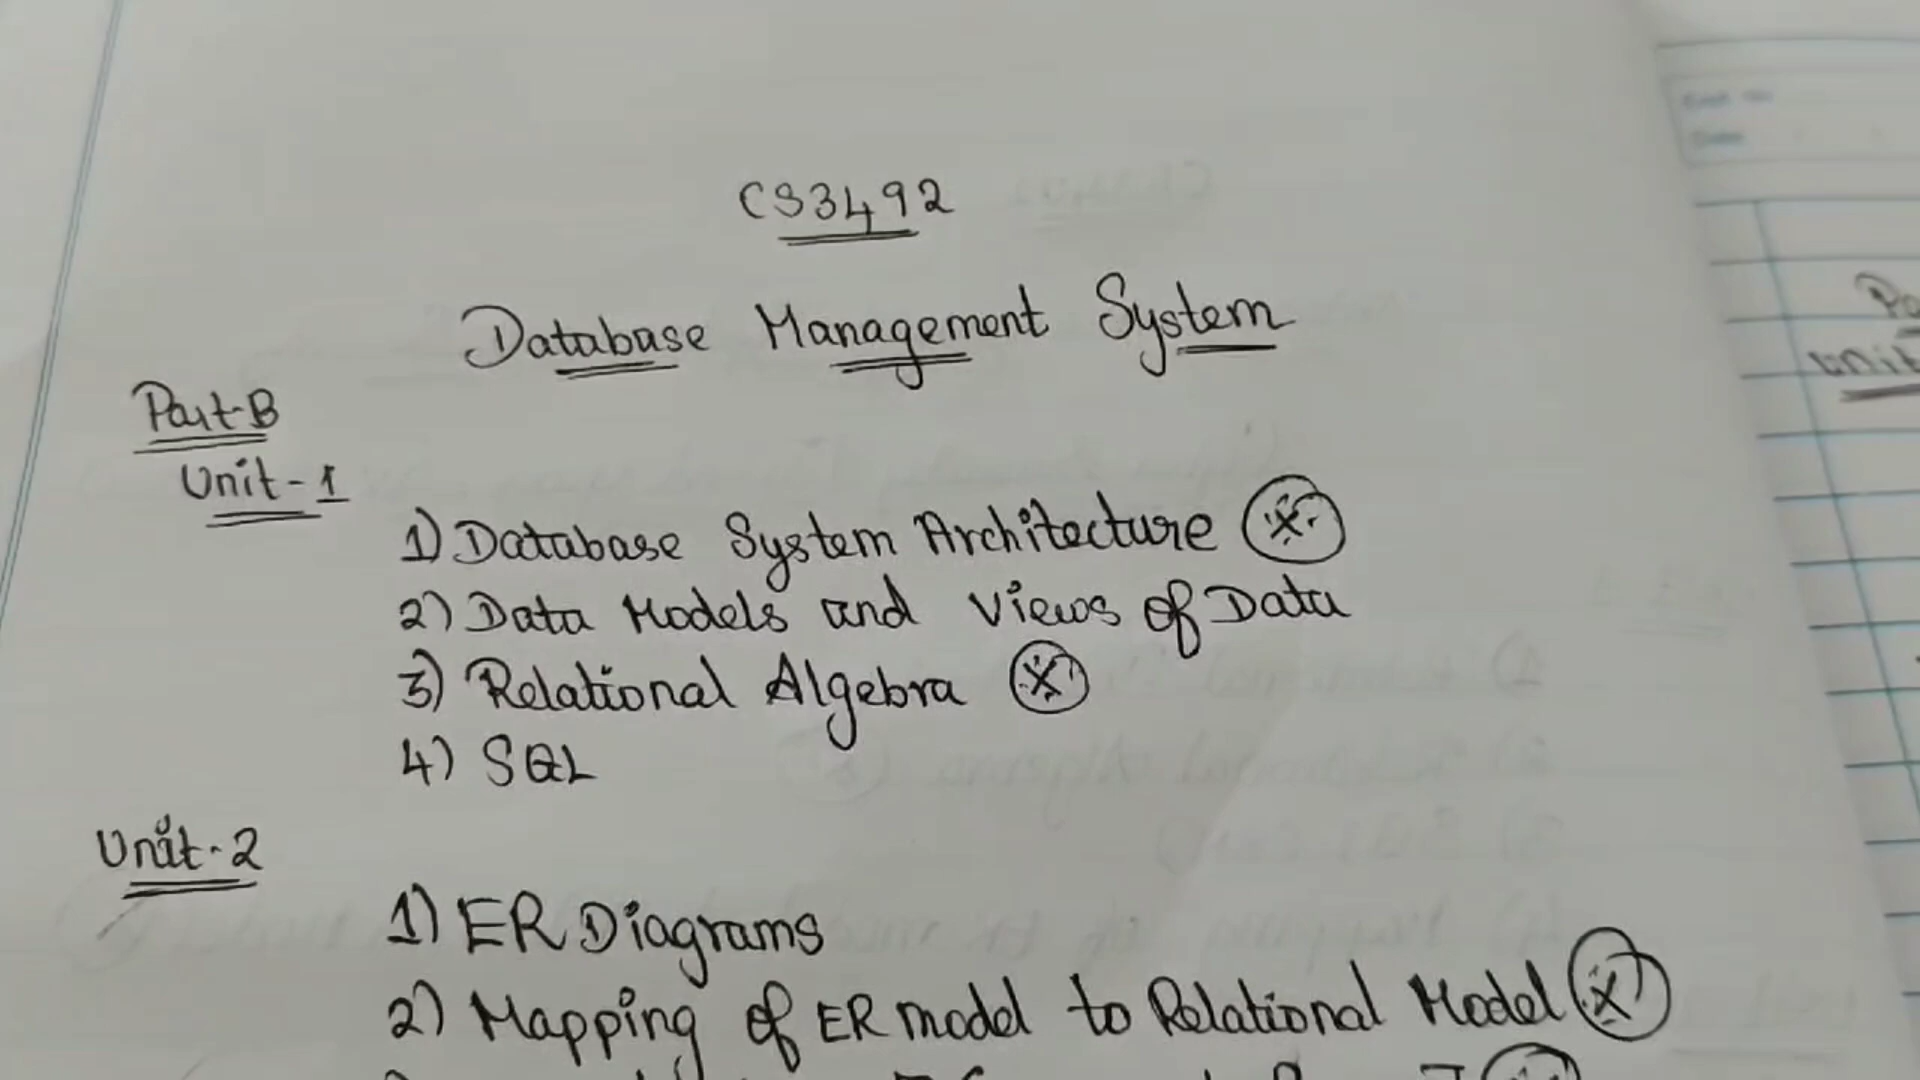 CS3492
Database Management System
Part-B
Unit-1
1) Database System Architecture
2) Data Models and Views of Data
3) Relational Algebra
4) SQL
Unit-2
1) ER Diagrams
2) Mapping of ER model to Relational Model